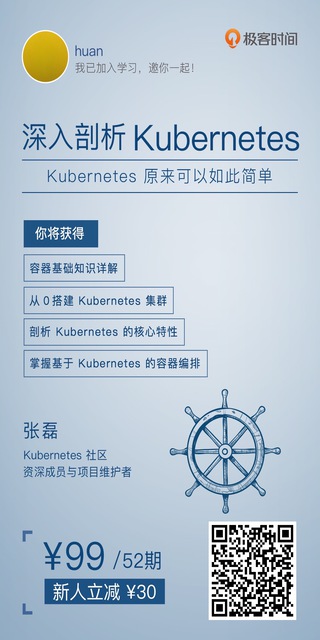 huan
极客时间
我已加入学习，邀你一起！
深入剖析 Kubernetes
Kubernetes 原来可以如此简单
你将获得
容器基础知识详解
从 0 搭建 Kubernetes 集群
剖析 Kubernetes 的核心特性
掌握基于 Kubernetes 的容器编排
张磊
Kubernetes 社区
资深成员与项目维护者
¥99 /52期
新人立减 ¥30